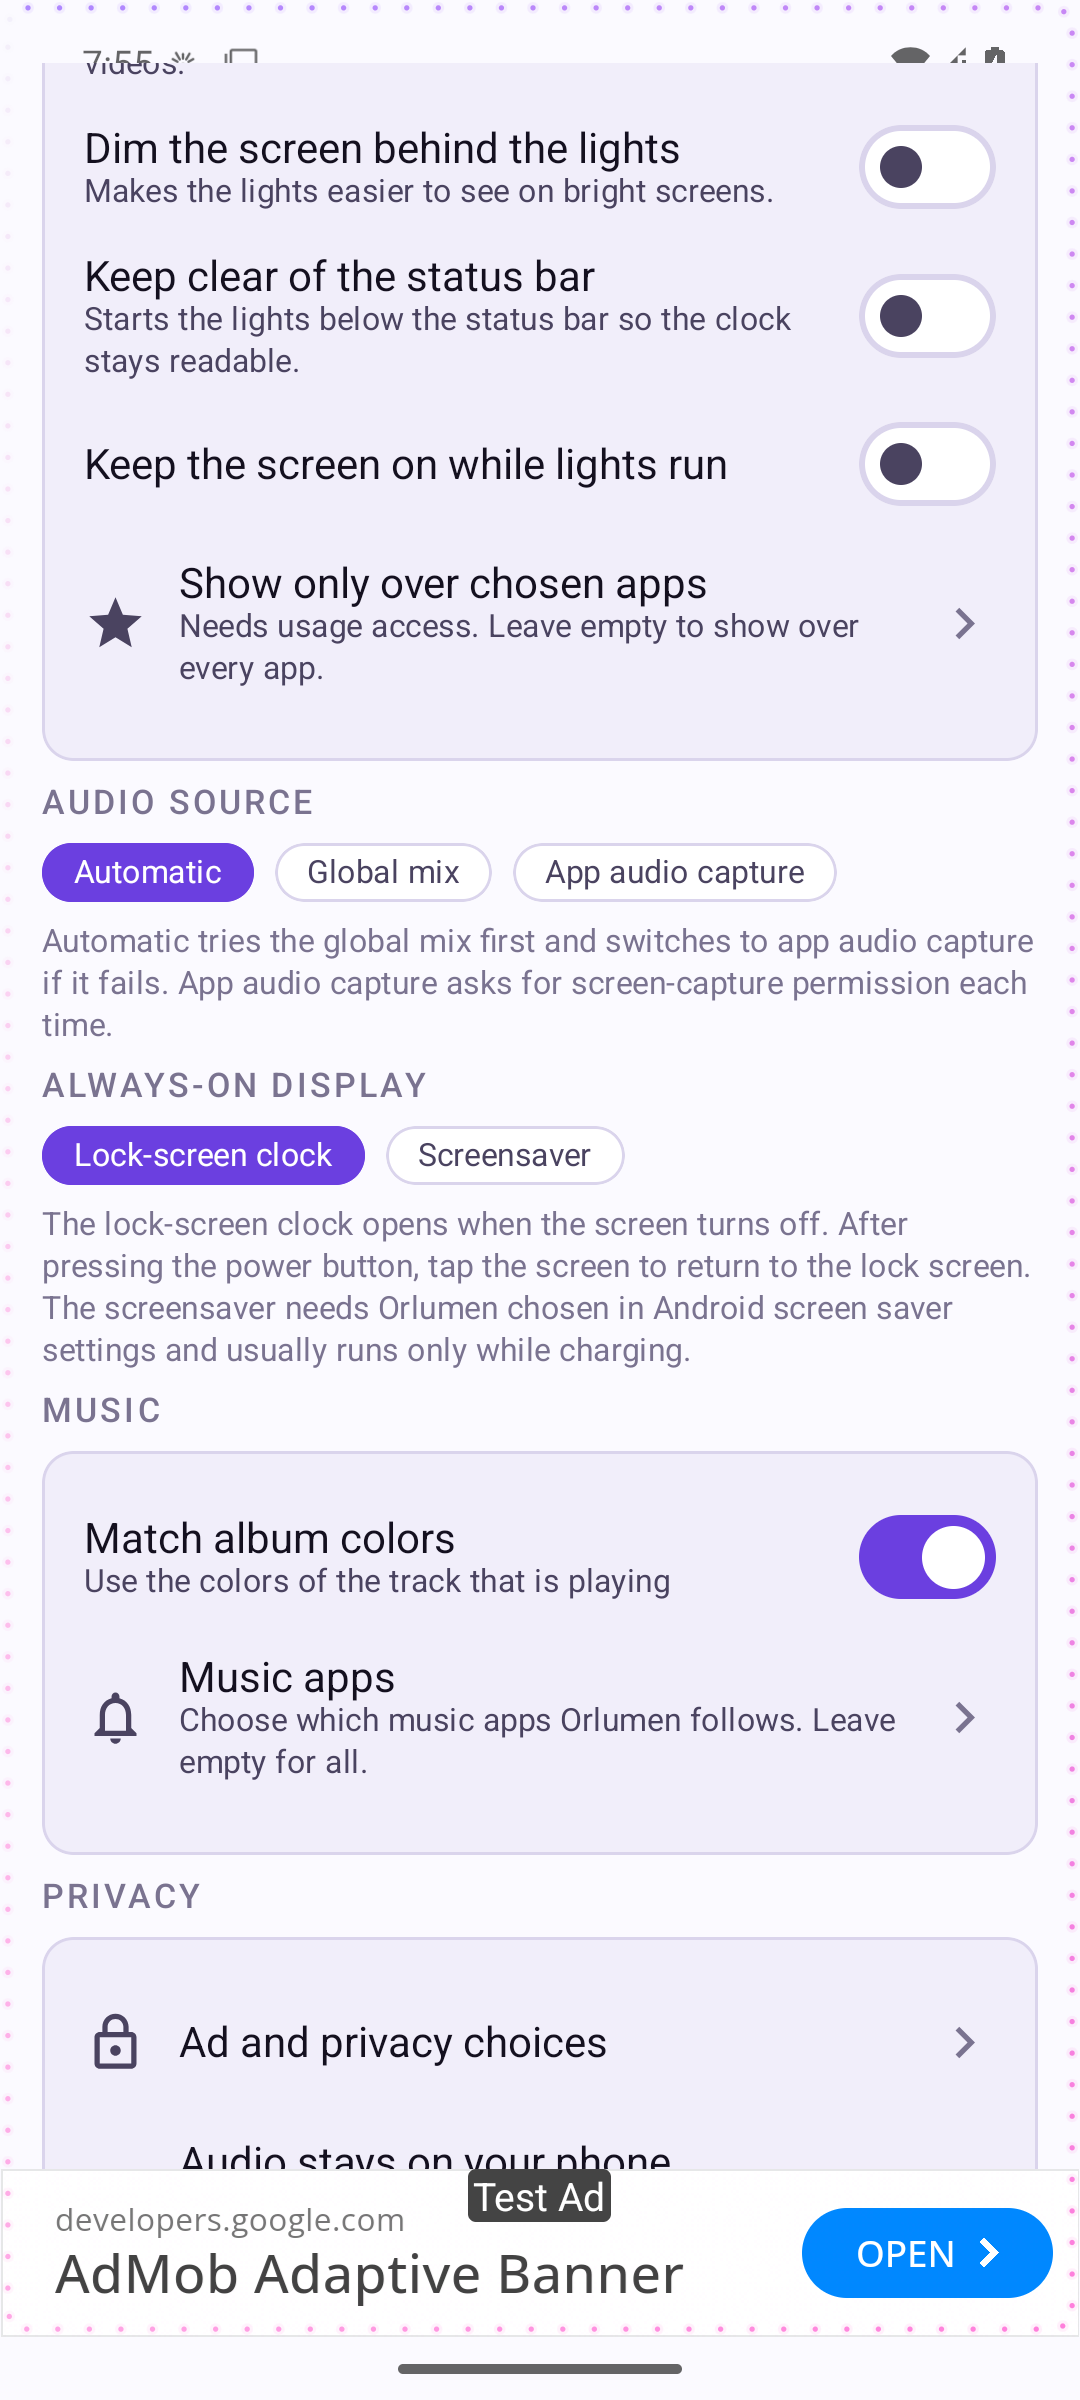 7:55
videos.
Dim the screen behind the lights
Makes the lights easier to see on bright screens.
Keep clear of the status bar
Starts the lights below the status bar so the clock
stays readable.
Keep the screen on while lights run
Show only over chosen apps
Needs usage access. Leave empty to show over
every app.
AUDIO SOURCE
Automatic
Global mix
App audio capture
Automatic tries the global mix first and switches to app audio capture
if it fails. App audio capture asks for screen-capture permission each
time.
ALWAYS-ON DISPLAY
Lock-screen clock
Screensaver
The lock-screen clock opens when the screen turns off. After
pressing the power button, tap the screen to return to the lock screen.
The screensaver needs Orlumen chosen in Android screen saver
settings and usually runs only while charging.
MUSIC
Match album colors
Use the colors of the track that is playing
Music apps
Choose which music apps Orlumen follows. Leave
empty for all.
PRIVACY
Ad and privacy choices
Audio stays on your phone
Test Ad
developers.google.com
AdMob Adaptive Banner
OPEN